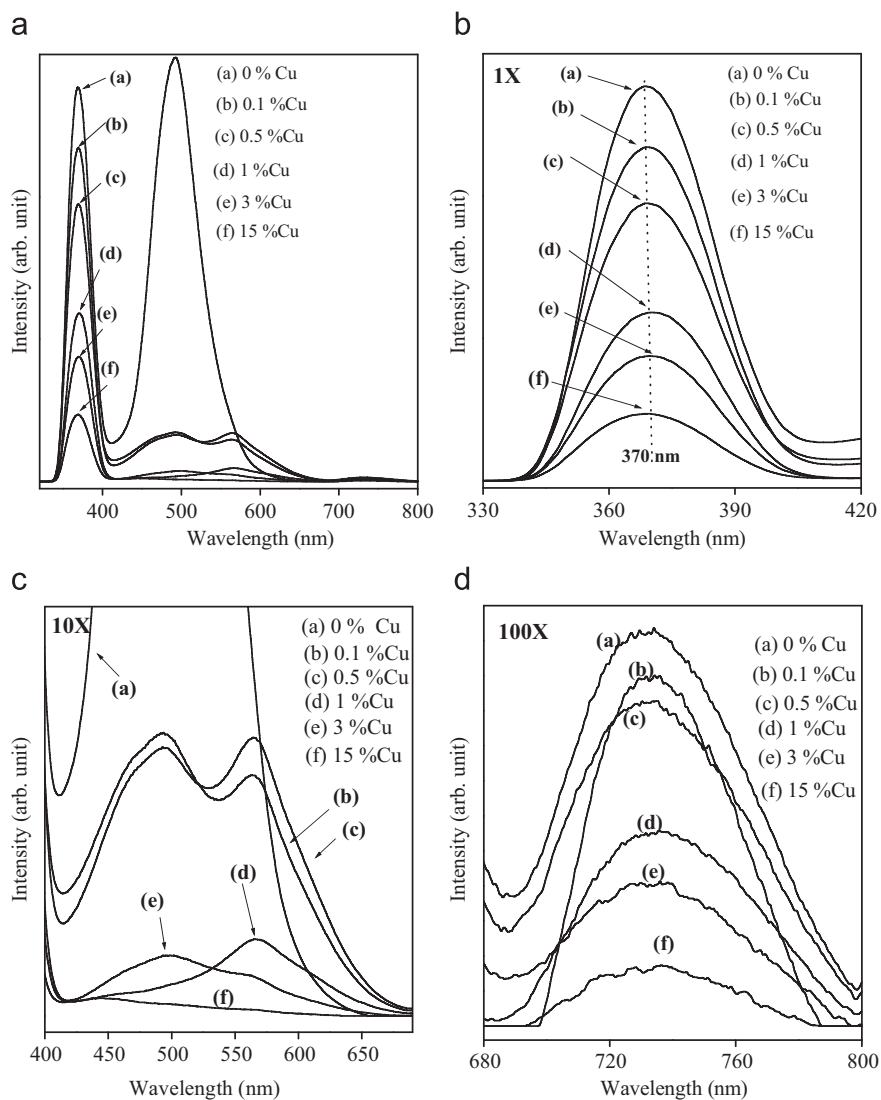 a
(a)
(b)
(c)
(d)
(e)
(f)
(a) 0 % Cu
(b) 0.1 %Cu
(c) 0.5 %Cu
(d) 1 %Cu
(e) 3 %Cu
(f) 15 %Cu
Intensity (arb. unit)
400 500 600 700 800
Wavelength (nm)
b
1X
(a)
(b)
(c)
(d)
(e)
(f)
(a) 0 % Cu
(b) 0.1 %Cu
(c) 0.5 %Cu
(d) 1 %Cu
(e) 3 %Cu
(f) 15 %Cu
370 nm
Intensity (arb. unit)
330 360 390 420
Wavelength (nm)
c
10X
(a)
(b)
(c)
(d)
(e)
(f)
(a) 0 % Cu
(b) 0.1 %Cu
(c) 0.5 %Cu
(d) 1 %Cu
(e) 3 %Cu
(f) 15 %Cu
Intensity (arb. unit)
400 450 500 550 600 650
Wavelength (nm)
d
100X
(a)
(b)
(c)
(d)
(e)
(f)
(a) 0 % Cu
(b) 0.1 %Cu
(c) 0.5 %Cu
(d) 1 %Cu
(e) 3 %Cu
(f) 15 %Cu
Intensity (arb. unit)
680 720 760 800
Wavelength (nm)